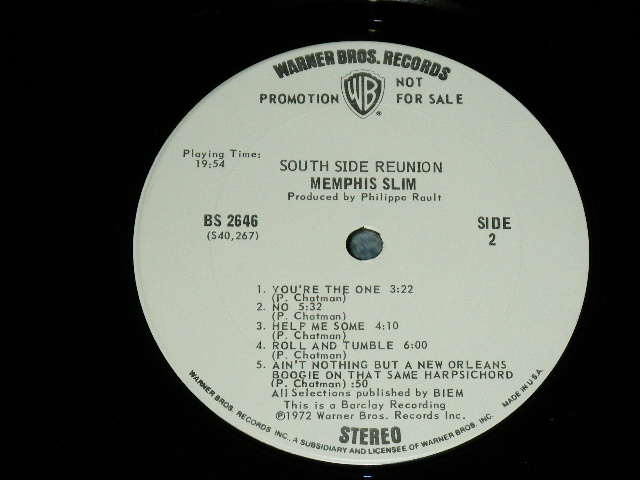 WARNER BROS. RECORDS
PROMOTION WB NOT FOR SALE
®
Playing Time:
19:54
SOUTH SIDE REUNION
MEMPHIS SLIM
Produced by Philippe Rault
BS 2646
(S40,267)
SIDE
2
1. YOU'RE THE ONE 3:22
(P. Chatman)
2. NO 5:32
(P. Chatman)
3. HELP ME SOME 4:10
(P. Chatman)
4. ROLL AND TUMBLE 6:00
(P. Chatman)
5. AIN'T NOTHING BUT A NEW ORLEANS
BOOGIE ON THAT SAME HARPSICHORD
(P. Chatman) :50
All Selections published by BIEM
This is a Barclay Recording
℗1972 Warner Bros. Records Inc.
STEREO
WARNER BROS. RECORDS INC., A SUBSIDIARY AND LICENSEE OF WARNER BROS. INC. MADE IN U.S.A.